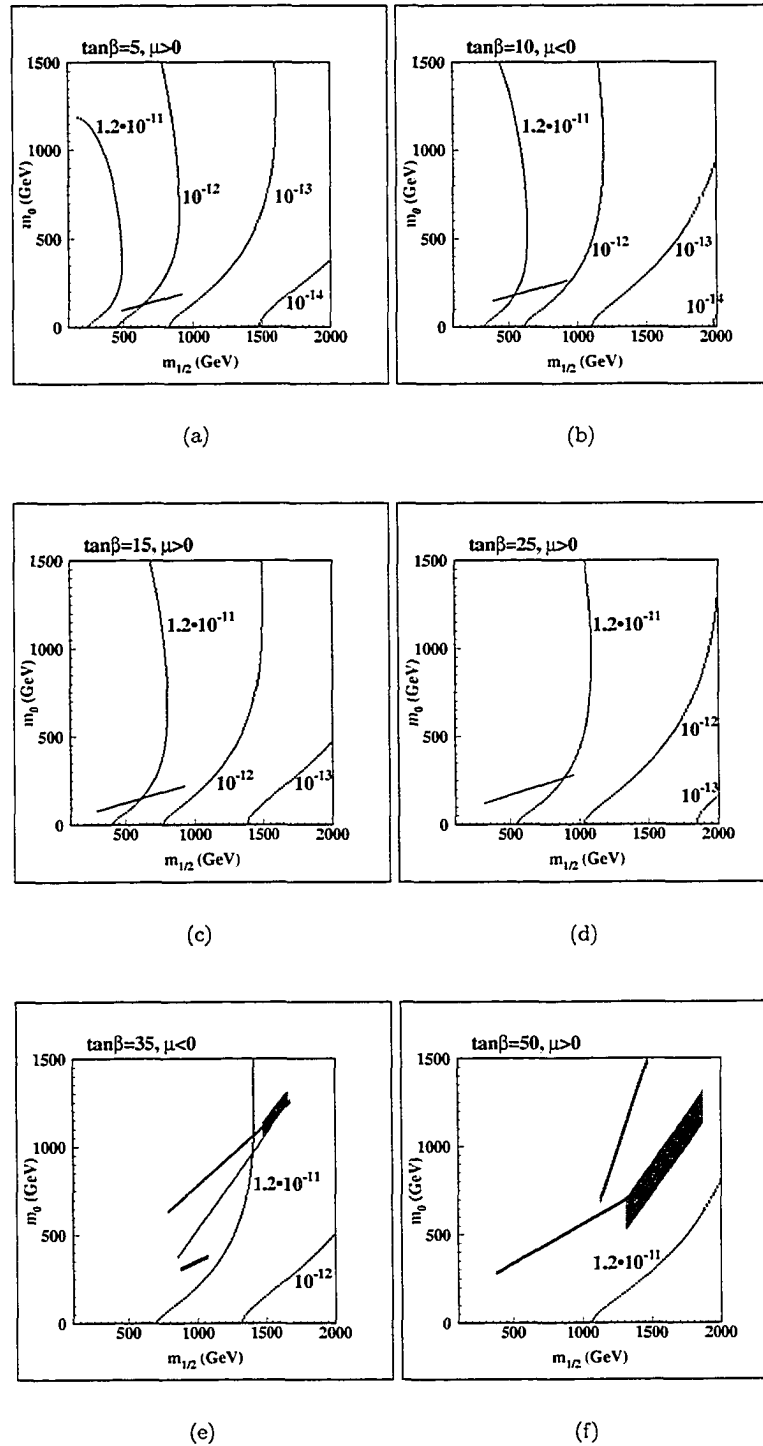 tanβ=5, μ>0
tanβ=10, μ<0
1500
1000
500
0
m₀ (GeV)
1.2•10⁻¹¹
10⁻¹²
10⁻¹³
10⁻¹⁴
500 1000 1500 2000
m₁/₂ (GeV)
1500
1000
500
0
m₀ (GeV)
1.2•10⁻¹¹
10⁻¹²
10⁻¹³
10⁻¹⁴
500 1000 1500 2000
m₁/₂ (GeV)
(a)
(b)
tanβ=15, μ>0
tanβ=25, μ>0
1500
1000
500
0
m₀ (GeV)
1.2•10⁻¹¹
10⁻¹²
10⁻¹³
500 1000 1500 2000
m₁/₂ (GeV)
1500
1000
500
0
m₀ (GeV)
1.2•10⁻¹¹
10⁻¹²
10⁻¹³
500 1000 1500 2000
m₁/₂ (GeV)
(c)
(d)
tanβ=35, μ<0
tanβ=50, μ>0
1500
1000
500
0
m₀ (GeV)
1.2•10⁻¹¹
10⁻¹²
500 1000 1500 2000
m₁/₂ (GeV)
1500
1000
500
0
m₀ (GeV)
1.2•10⁻¹¹
500 1000 1500 2000
m₁/₂ (GeV)
(e)
(f)